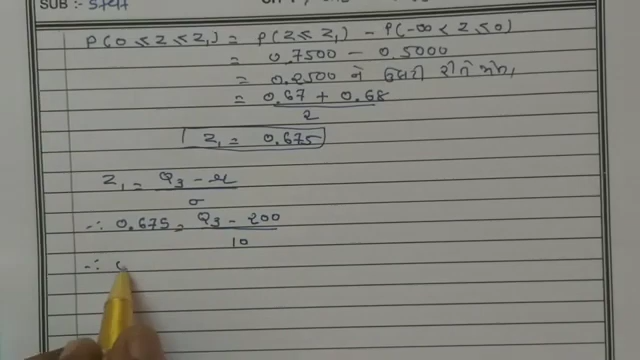 SUB :-
P(0 ≤ Z ≤ Z₁) = P(Z ≤ Z₁) - P(-∞ < Z ≤ 0)
= 0.7500 - 0.5000
= 0.2500 ને
= 0.67 + 0.68
2
Z₁ = 0.675
Z₁ = Q₃ - μ
σ
∴ 0.675 = Q₃ - 200
10
∴